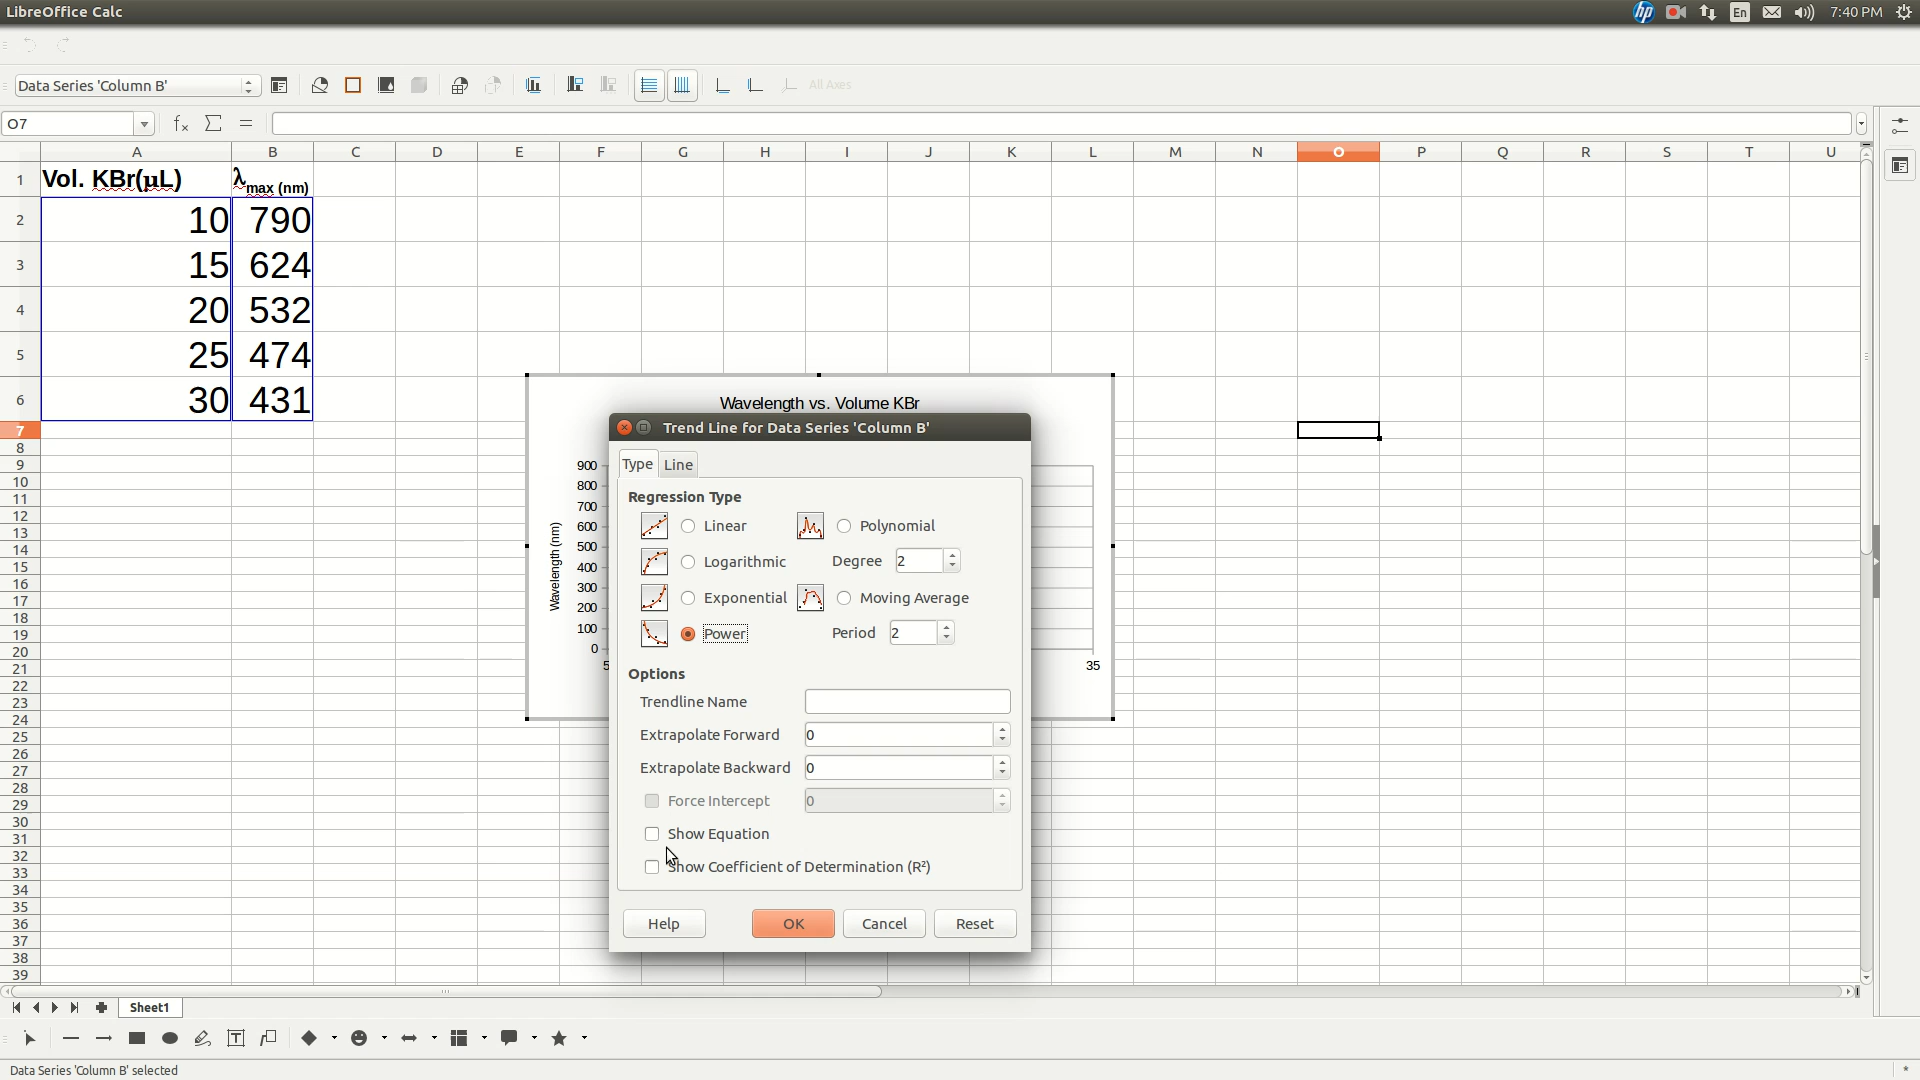 LibreOffice Calc
hp En 7:40 PM
Data Series 'Column B' All Axes
O7
A B C D E F G H I J K L M N O P Q R S T U
1 Vol. KBr(μL) λmax (nm)
2 10 790
3 15 624
4 20 532
5 25 474
6 30 431
Wavelength vs. Volume KBr
7
8
9
10
11
12
13
14
15
16
17
18
19
20
21
22
23
24
25
26
27
28
29
30
31
32
33
34
35
36
37
38
39
Wavelength (nm)
900
800
700
600
500
400
300
200
100
0
5 35
Trend Line for Data Series 'Column B'
Type Line
Regression Type
Linear Polynomial
Logarithmic Degree 2
Exponential Moving Average
Power Period 2
Options
Trendline Name
Extrapolate Forward 0
Extrapolate Backward 0
Force Intercept 0
Show Equation
Show Coefficient of Determination (R²)
Help OK Cancel Reset
Sheet1
Data Series 'Column B' selected *